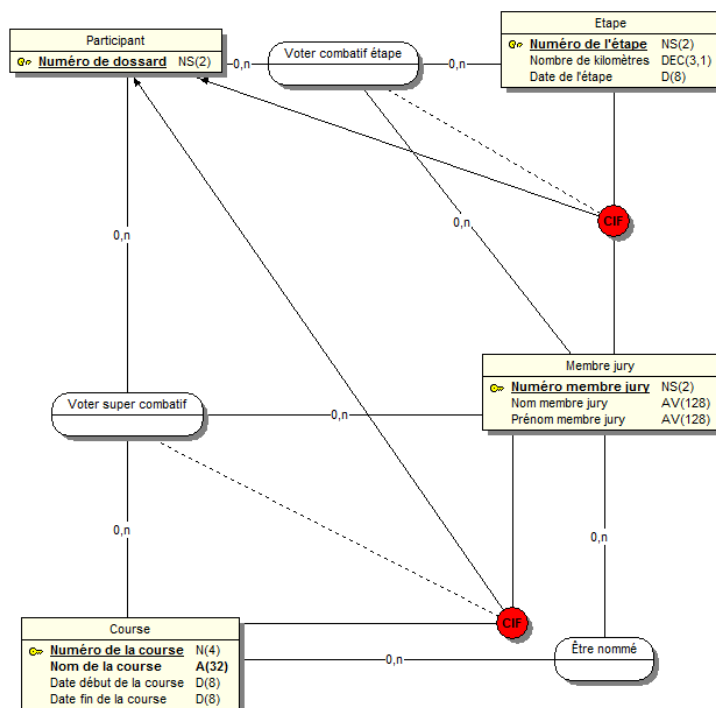 Participant
Numéro de dossard NS(2)
0,n
Voter combatif étape
0,n
Etape
Numéro de l'étape NS(2)
Nombre de kilomètres DEC(3,1)
Date de l'étape D(8)
0,n
0,n
CIF
Membre jury
Numéro membre jury NS(2)
Nom membre jury AV(128)
Prénom membre jury AV(128)
Voter super combatif
0,n
0,n
0,n
CIF
Course
Numéro de la course N(4)
Nom de la course A(32)
Date début de la course D(8)
Date fin de la course D(8)
0,n
Être nommé